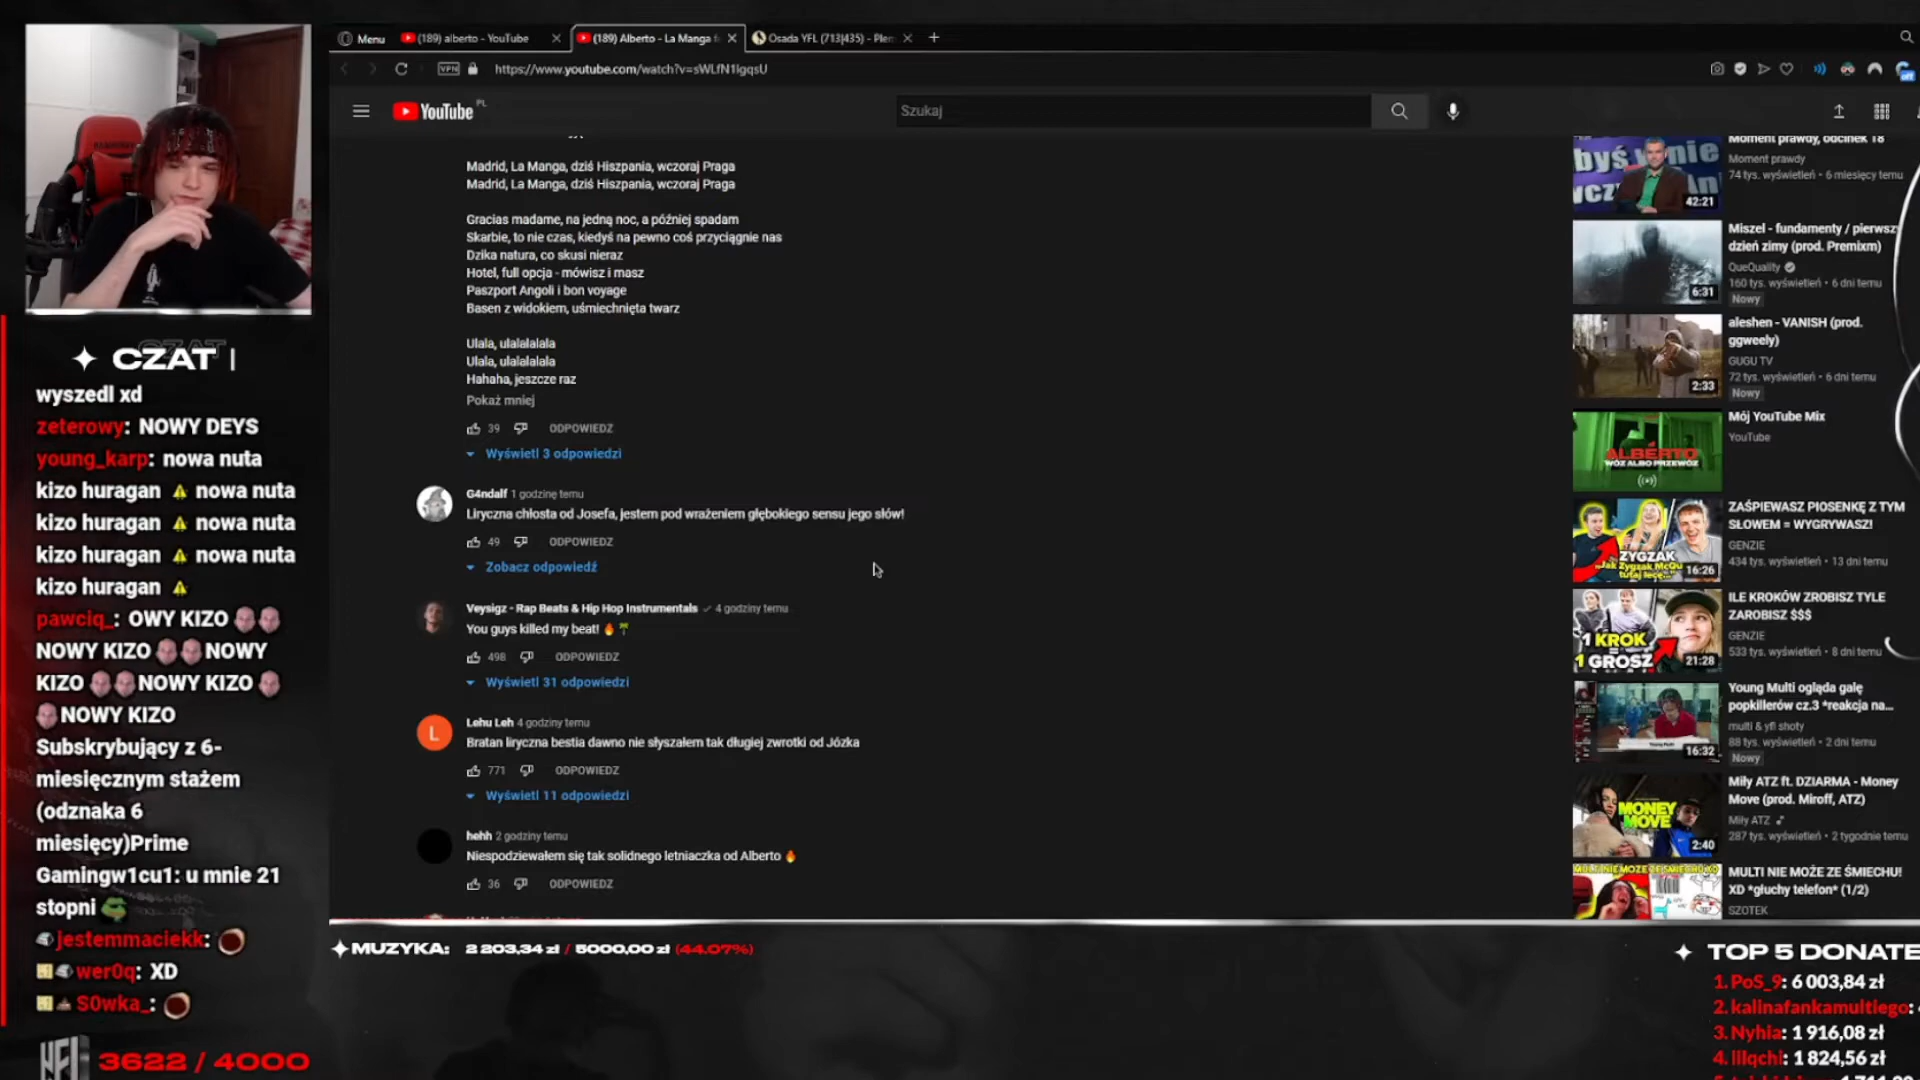 Menu
(189) alberto - YouTube
(189) Alberto - La Manga
Osada YFL (713|435) - Plem
VPN
https://www.youtube.com/watch?v=sWLfN1lgqsU
YouTube PL
Szukaj
Madrid, La Manga, dziś Hiszpania, wczoraj Praga
Madrid, La Manga, dziś Hiszpania, wczoraj Praga
Gracias madame, na jedną noc, a później spadam
Skarbie, to nie czas, kiedyś na pewno coś przyciągnie nas
Dzika natura, co skusi nieraz
Hotel, full opcja - mówisz i masz
Paszport Angoli i bon voyage
Basen z widokiem, uśmiechnięta twarz
Ulala, ulalalalala
Ulala, ulalalalala
Hahaha, jeszcze raz
Pokaż mniej
39 ODPOWIEDZ
Wyświetl 3 odpowiedzi
G4ndalf 1 godzinę temu
Liryczna chłosta od Josefa, jestem pod wrażeniem głębokiego sensu jego słów!
49 ODPOWIEDZ
Zobacz odpowiedź
Veysigz - Rap Beats & Hip Hop Instrumentals 4 godziny temu
You guys killed my beat! 🔥🌴
498 ODPOWIEDZ
Wyświetl 31 odpowiedzi
L
Lehu Leh 4 godziny temu
Bratan liryczna bestia dawno nie słyszałem tak długiej zwrotki od Józka
771 ODPOWIEDZ
Wyświetl 11 odpowiedzi
hehh 2 godziny temu
Niespodziewałem się tak solidnego letniaczka od Alberto 🔥
36 ODPOWIEDZ
Moment prawdy, odcinek 18
Moment prawdy
74 tys. wyświetleń • 6 miesięcy temu
42:21
Miszel - fundamenty / pierwszy
dzień zimy (prod. Premixm)
QueQuality
160 tys. wyświetleń • 6 dni temu
Nowy
6:31
aleshen - VANISH (prod.
ggweely)
GUGU TV
72 tys. wyświetleń • 6 dni temu
Nowy
2:33
Mój YouTube Mix
YouTube
ALBERTO
WÓZ ALBO PRZEWÓZ
ZAŚPIEWASZ PIOSENKĘ Z TYM
SŁOWEM = WYGRYWASZ!
GENZIE
434 tys. wyświetleń • 13 dni temu
ZYGZAK
"Jak Zygzak McQu
tutaj lecę..."
16:26
ILE KROKÓW ZROBISZ TYLE
ZAROBISZ $$$
GENZIE
533 tys. wyświetleń • 8 dni temu
1 KROK
1 GROSZ
21:28
Young Multi ogląda galę
popkillerów cz.3 *reakcja na...
multi & yfl shoty
88 tys. wyświetleń • 2 dni temu
Nowy
16:32
Miły ATZ ft. DZIARMA - Money
Move (prod. Miroff, ATZ)
Miły ATZ
287 tys. wyświetleń • 2 tygodnie temu
MONEY
MOVE
2:40
MULTI NIE MOŻE ZE ŚMIECHU!
XD *głuchy telefon* (1/2)
SZOTEK
CZAT
wyszedl xd
zeterowy: NOWY DEYS
young_karp: nowa nuta
kizo huragan ⚠ nowa nuta
kizo huragan ⚠ nowa nuta
kizo huragan ⚠ nowa nuta
kizo huragan ⚠
pawciq_: OWY KIZO
NOWY KIZO NOWY
KIZO NOWY KIZO
NOWY KIZO
Subskrybujący z 6-
miesięcznym stażem
(odznaka 6
miesięcy)Prime
Gamingw1cu1: u mnie 21
stopni
jestemmaciekk:
wer0q: XD
S0wka_:
3622 / 4000
MUZYKA: 2 203,34 zł / 5000,00 zł (44.07%)
TOP 5 DONATE
1. PoS_9: 6 003,84 zł
2. kalinafankamultiego:
3. Nyhia: 1 916,08 zł
4. lilqchi: 1 824,56 zł